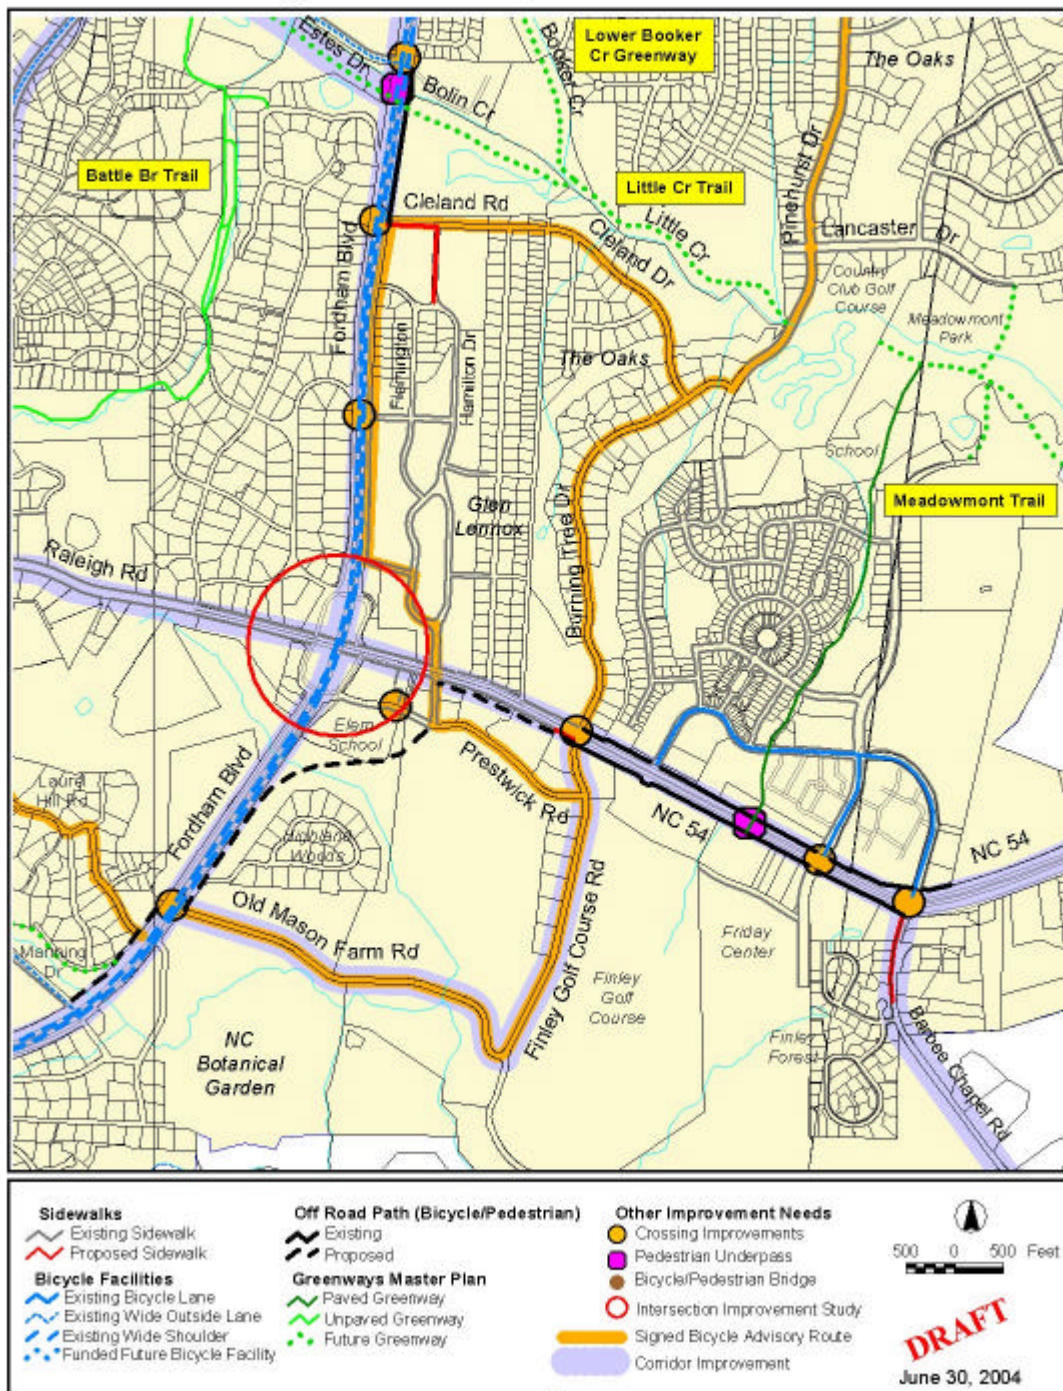 Estes Dr
Booker Cr
Lower Booker
Cr Greenway
The Oaks
Bolin Cr
Battle Br Trail
Little Cr Trail
Pinehurst Dr
Cleland Rd
Little Cr
Cleland Dr
Lancaster Dr
Fordham Blvd
Country
Club Golf
Course
Meadowmont
Park
Flemington
Hamilton Dr
The Oaks
School
Glen
Lennox
Meadowmont Trail
Raleigh Rd
Burning Tree Dr
Elem
School
Prestwick Rd
Laurel
Hill Rd
Fordham Blvd
Highland
Woods
NC 54
NC 54
Old Mason Farm Rd
Finley Golf Course Rd
Friday
Center
Manning
Dr
Finley
Golf
Course
NC
Botanical
Garden
Finley
Forest
Barbee Chapel Rd
Sidewalks
Existing Sidewalk
Proposed Sidewalk
Bicycle Facilities
Existing Bicycle Lane
Existing Wide Outside Lane
Existing Wide Shoulder
Funded Future Bicycle Facility
Off Road Path (Bicycle/Pedestrian)
Existing
Proposed
Greenways Master Plan
Paved Greenway
Unpaved Greenway
Future Greenway
Other Improvement Needs
Crossing Improvements
Pedestrian Underpass
Bicycle/Pedestrian Bridge
Intersection Improvement Study
Signed Bicycle Advisory Route
Corridor Improvement
500 0 500 Feet
DRAFT
June 30, 2004